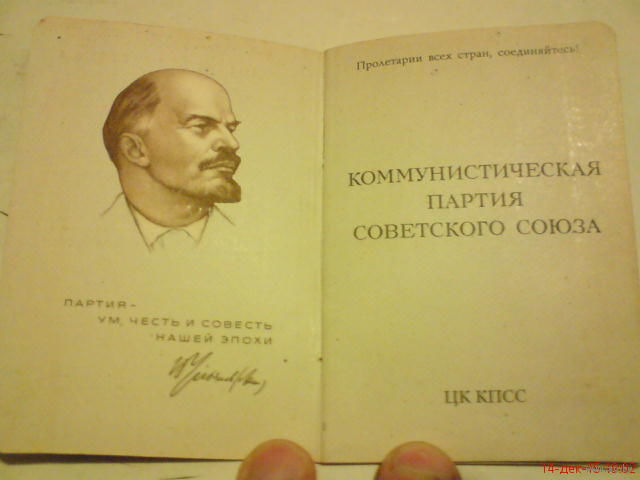 ПАРТИЯ -
УМ, ЧЕСТЬ И СОВЕСТЬ
НАШЕЙ ЭПОХИ
Пролетарии всех стран, соединяйтесь!
КОММУНИСТИЧЕСКАЯ
ПАРТИЯ
СОВЕТСКОГО СОЮЗА
ЦК КПСС